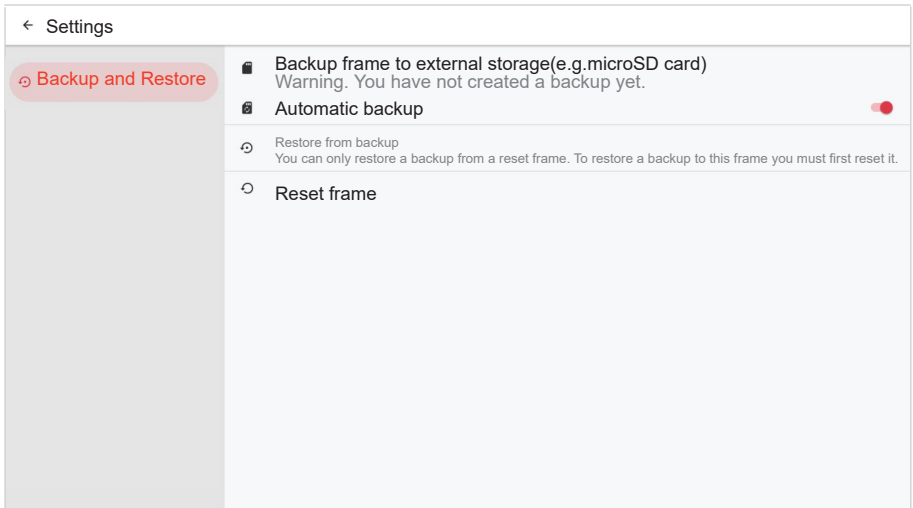 Settings
Backup and Restore
Backup frame to external storage(e.g.microSD card)
Warning. You have not created a backup yet.
Automatic backup
Restore from backup
You can only restore a backup from a reset frame. To restore a backup to this frame you must first reset it.
Reset frame